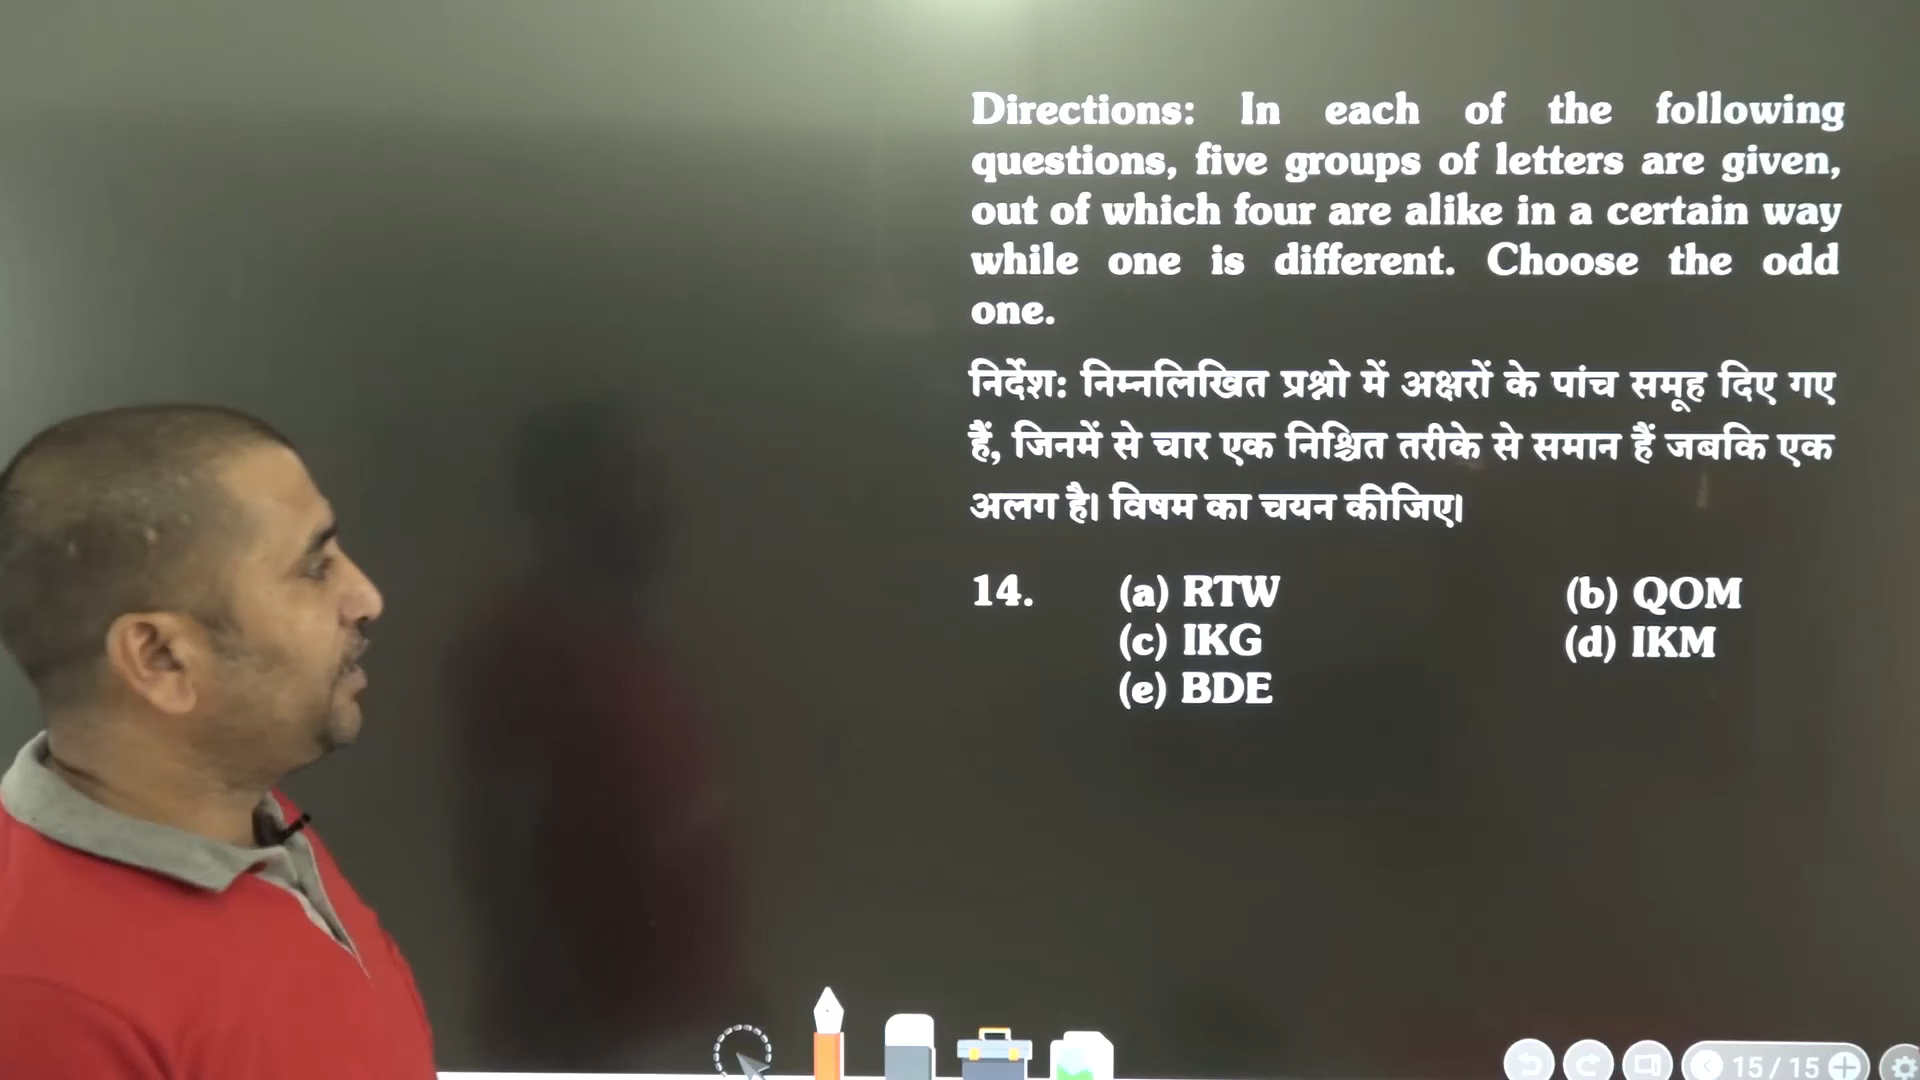 Directions: In each of the following
questions, five groups of letters are given,
out of which four are alike in a certain way
while one is different. Choose the odd
one.
निर्देश: निम्नलिखित प्रश्नो में अक्षरों के पांच समूह दिए गए
हैं, जिनमें से चार एक निश्चित तरीके से समान हैं जबकि एक
अलग है। विषम का चयन कीजिए।
14. (a) RTW (b) QOM
(c) IKG (d) IKM
(e) BDE
15 / 15